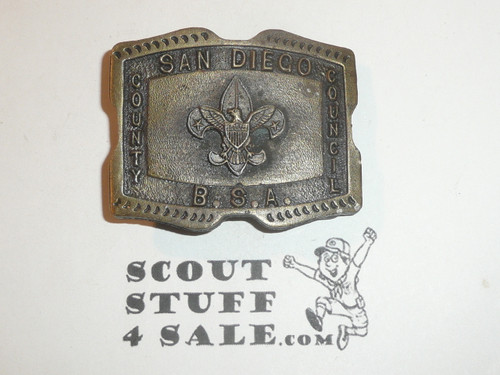 SAN DIEGO
COUNTY
COUNCIL
B.S.A.
SCOUT
STUFF
4 SALE.COM